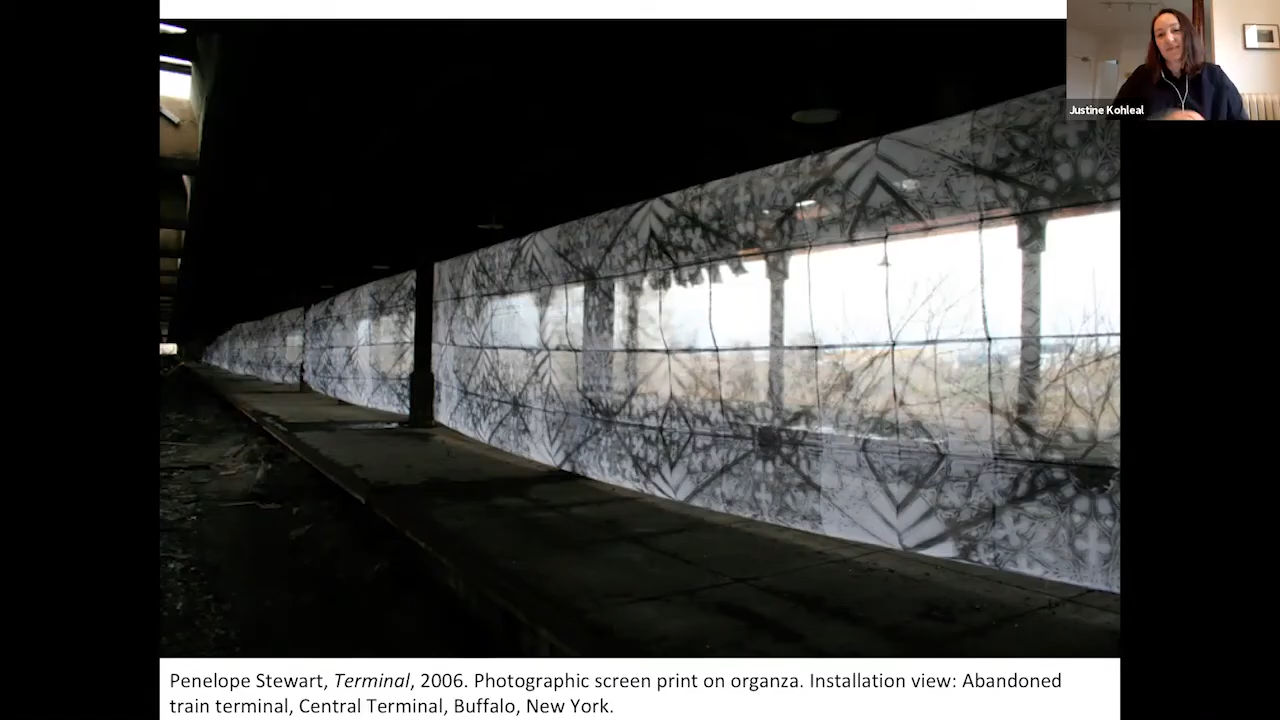 Justine Kohleal
Penelope Stewart, Terminal, 2006. Photographic screen print on organza. Installation view: Abandoned
train terminal, Central Terminal, Buffalo, New York.